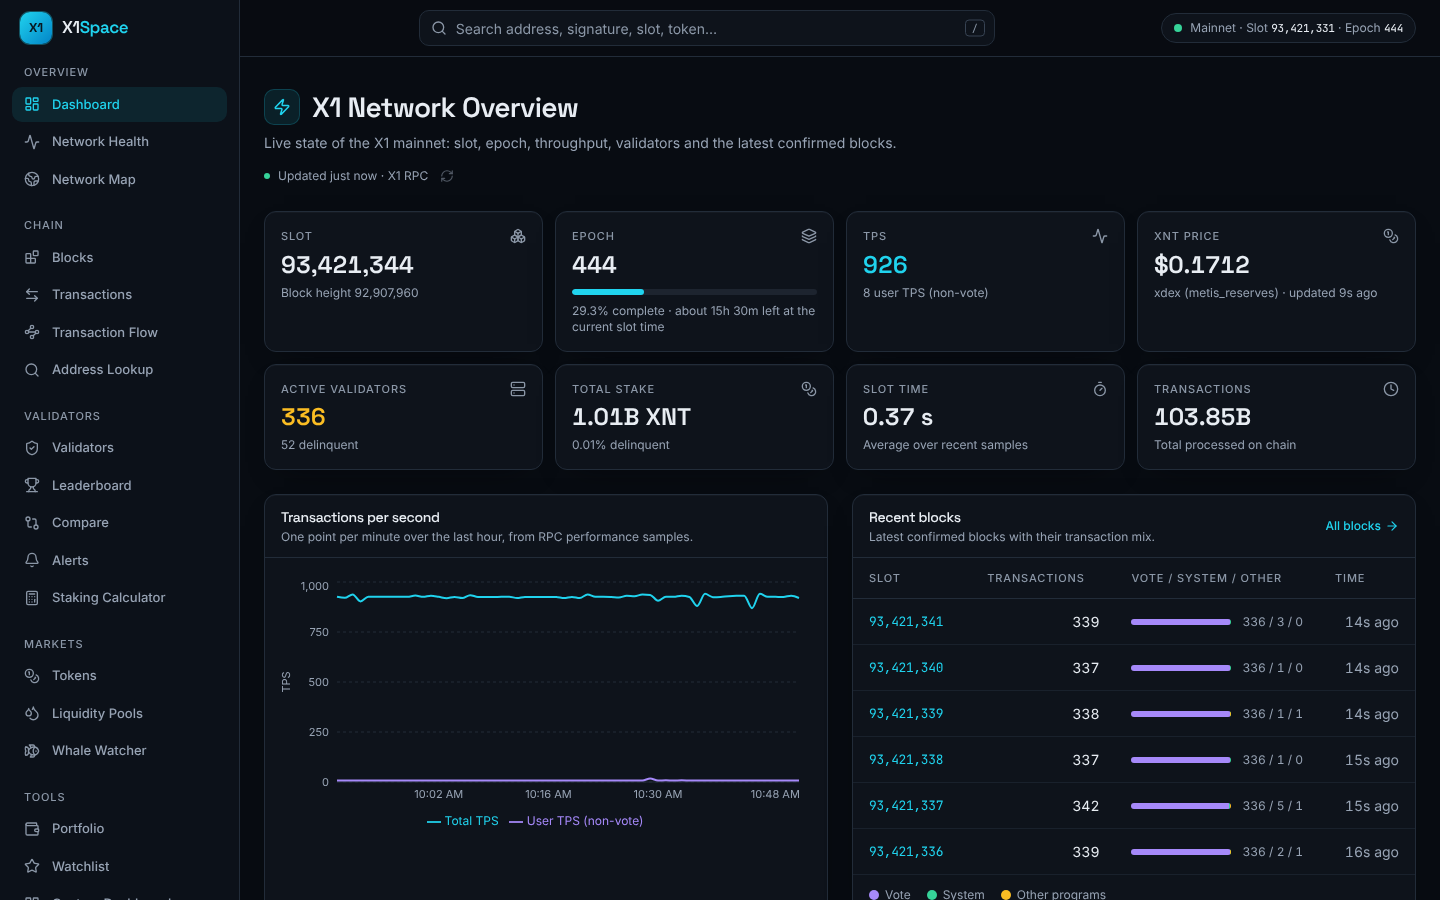 X1 X1Space
Search address, signature, slot, token... /
Mainnet · Slot 93,421,331 · Epoch 444
OVERVIEW
Dashboard
Network Health
Network Map
CHAIN
Blocks
Transactions
Transaction Flow
Address Lookup
VALIDATORS
Validators
Leaderboard
Compare
Alerts
Staking Calculator
MARKETS
Tokens
Liquidity Pools
Whale Watcher
TOOLS
Portfolio
Watchlist
X1 Network Overview
Live state of the X1 mainnet: slot, epoch, throughput, validators and the latest confirmed blocks.
Updated just now · X1 RPC
SLOT
93,421,344
Block height 92,907,960
EPOCH
444
29.3% complete · about 15h 30m left at the
current slot time
TPS
926
8 user TPS (non-vote)
XNT PRICE
$0.1712
xdex (metis_reserves) · updated 9s ago
ACTIVE VALIDATORS
336
52 delinquent
TOTAL STAKE
1.01B XNT
0.01% delinquent
SLOT TIME
0.37 s
Average over recent samples
TRANSACTIONS
103.85B
Total processed on chain
Transactions per second
One point per minute over the last hour, from RPC performance samples.
1,000
750
500
250
0
TPS
10:02 AM 10:16 AM 10:30 AM 10:48 AM
Total TPS User TPS (non-vote)
Recent blocks
Latest confirmed blocks with their transaction mix.
All blocks →
SLOT TRANSACTIONS VOTE / SYSTEM / OTHER TIME
93,421,341 339 336 / 3 / 0 14s ago
93,421,340 337 336 / 1 / 0 14s ago
93,421,339 338 336 / 1 / 1 14s ago
93,421,338 337 336 / 1 / 0 15s ago
93,421,337 342 336 / 5 / 1 15s ago
93,421,336 339 336 / 2 / 1 16s ago
Vote System Other programs